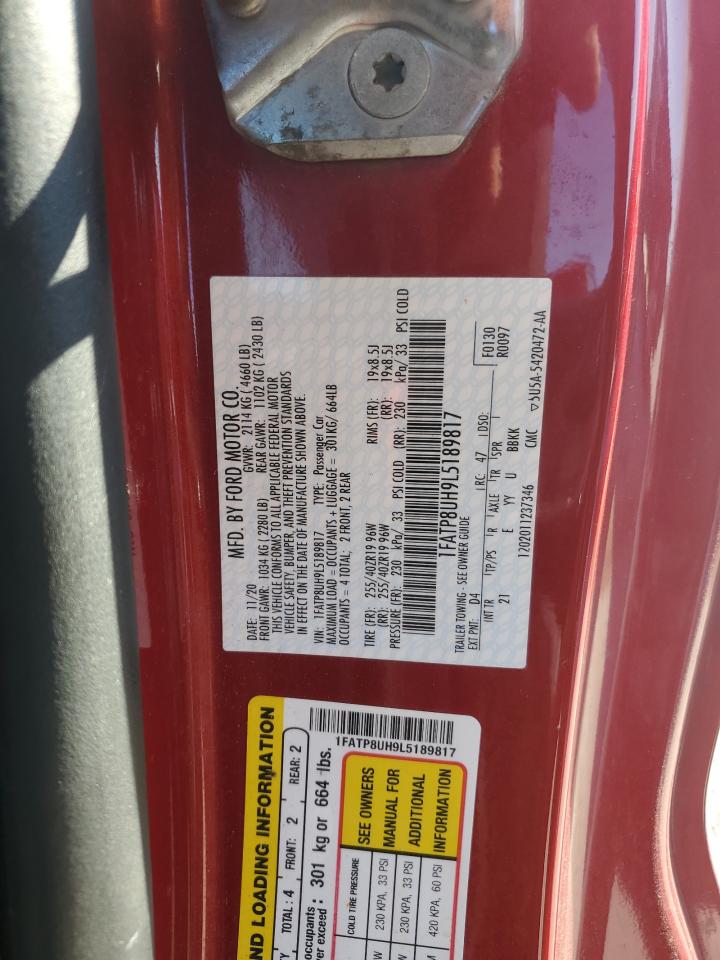 MFD. BY FORD MOTOR CO.
DATE: 11/20 GVWR: 2114 KG ( 4660 LB)
FRONT GAWR: 1034 KG ( 2280 LB) REAR GAWR: 1102 KG ( 2430 LB)
THIS VEHICLE CONFORMS TO ALL APPLICABLE FEDERAL MOTOR
VEHICLE SAFETY, BUMPER, AND THEFT PREVENTION STANDARDS
IN EFFECT ON THE DATE OF MANUFACTURE SHOWN ABOVE.
VIN: 1FATP8UH9L5189817 TYPE: Passenger Car
MAXIMUM LOAD = OCCUPANTS + LUGGAGE = 301KG/ 664LB
OCCUPANTS = 4 TOTAL; 2 FRONT, 2 REAR
TIRE (FR): 255/40ZR19 96W RIMS (FR): 19x8.5J
(RR): 255/40ZR19 96W (RR): 19x8.5J
PRESSURE (FR): 230 kPa/ 33 PSI COLD (RR): 230 kPa/ 33 PSI COLD
1FATP8UH9L5189817
TRAILER TOWING - SEE OWNER GUIDE
EXT PNT: D4 RC: 47 DSO: F0130
R0097
INT TR TP/PS R AXLE TR SPR
21 E YY U BBKK
1202011237346 CMC ▽5U5A-5420472-AA
ND LOADING INFORMATION
TOTAL : 4 FRONT: 2 REAR: 2
occupants
ver exceed : 301 kg or 664 lbs.
1FATP8UH9L5189817
COLD TIRE PRESSURE
230 KPA, 33 PSI
230 KPA, 33 PSI
420 KPA, 60 PSI
SEE OWNERS
MANUAL FOR
ADDITIONAL
INFORMATION